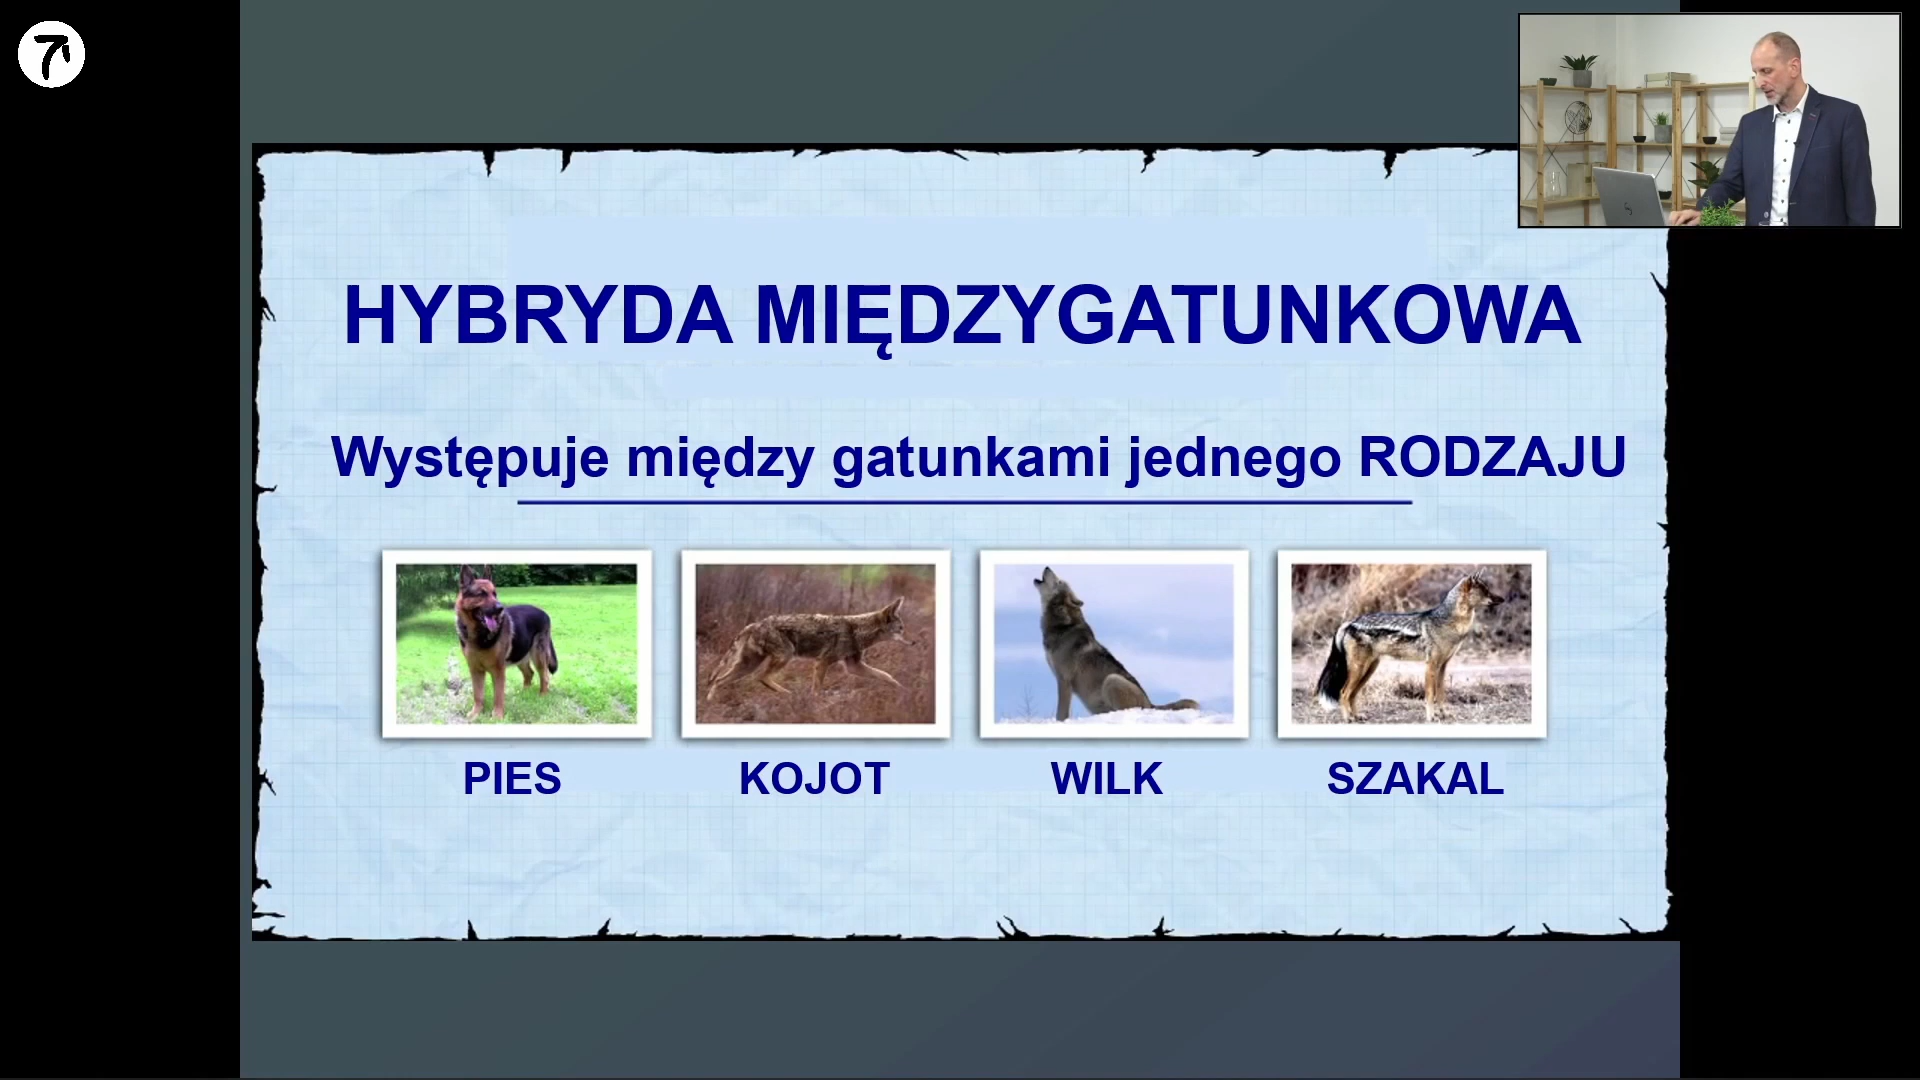 HYBRYDA MIĘDZYGATUNKOWA
Występuje między gatunkami jednego RODZAJU
PIES
KOJOT
WILK
SZAKAL